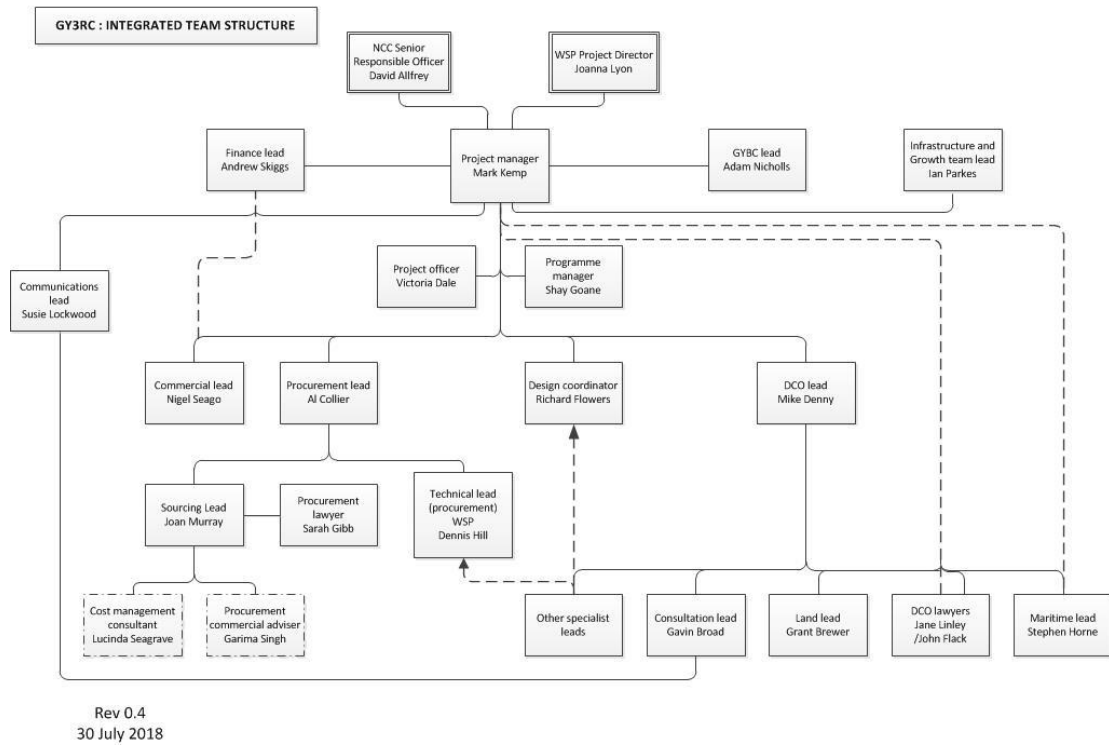 GY3RC : INTEGRATED TEAM STRUCTURE
NCC Senior
Responsible Officer
David Allfrey
WSP Project Director
Joanna Lyon
Finance lead
Andrew Skiggs
Project manager
Mark Kemp
GYBC lead
Adam Nicholls
Infrastructure and
Growth team lead
Ian Parkes
Communications
lead
Susie Lockwood
Project officer
Victoria Dale
Programme
manager
Shay Goane
Commercial lead
Nigel Seago
Procurement lead
Al Collier
Design coordinator
Richard Flowers
DCO lead
Mike Denny
Sourcing Lead
Joan Murray
Procurement
lawyer
Sarah Gibb
Technical lead
(procurement)
WSP
Dennis Hill
Cost management
consultant
Lucinda Seagrave
Procurement
commercial adviser
Garima Singh
Other specialist
leads
Consultation lead
Gavin Broad
Land lead
Grant Brewer
DCO lawyers
Jane Linley
/John Flack
Maritime lead
Stephen Horne
Rev 0.4
30 July 2018